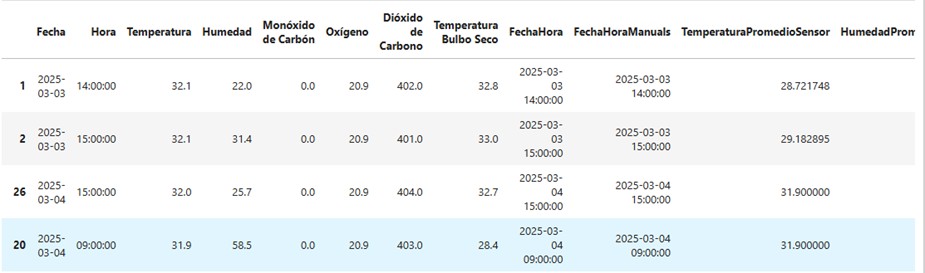 Fecha Hora Temperatura Humedad Monóxido de Carbón Oxígeno Dióxido de Carbono Temperatura Bulbo Seco FechaHora FechaHoraManuals TemperaturaPromedioSensor HumedadProm
1 2025-03-03 14:00:00 32.1 22.0 0.0 20.9 402.0 32.8 2025-03-03 14:00:00 2025-03-03 14:00:00 28.721748
2 2025-03-03 15:00:00 32.1 31.4 0.0 20.9 401.0 33.0 2025-03-03 15:00:00 2025-03-03 15:00:00 29.182895
26 2025-03-04 15:00:00 32.0 25.7 0.0 20.9 404.0 32.7 2025-03-04 15:00:00 2025-03-04 15:00:00 31.900000
20 2025-03-04 09:00:00 31.9 58.5 0.0 20.9 403.0 28.4 2025-03-04 09:00:00 2025-03-04 09:00:00 31.900000